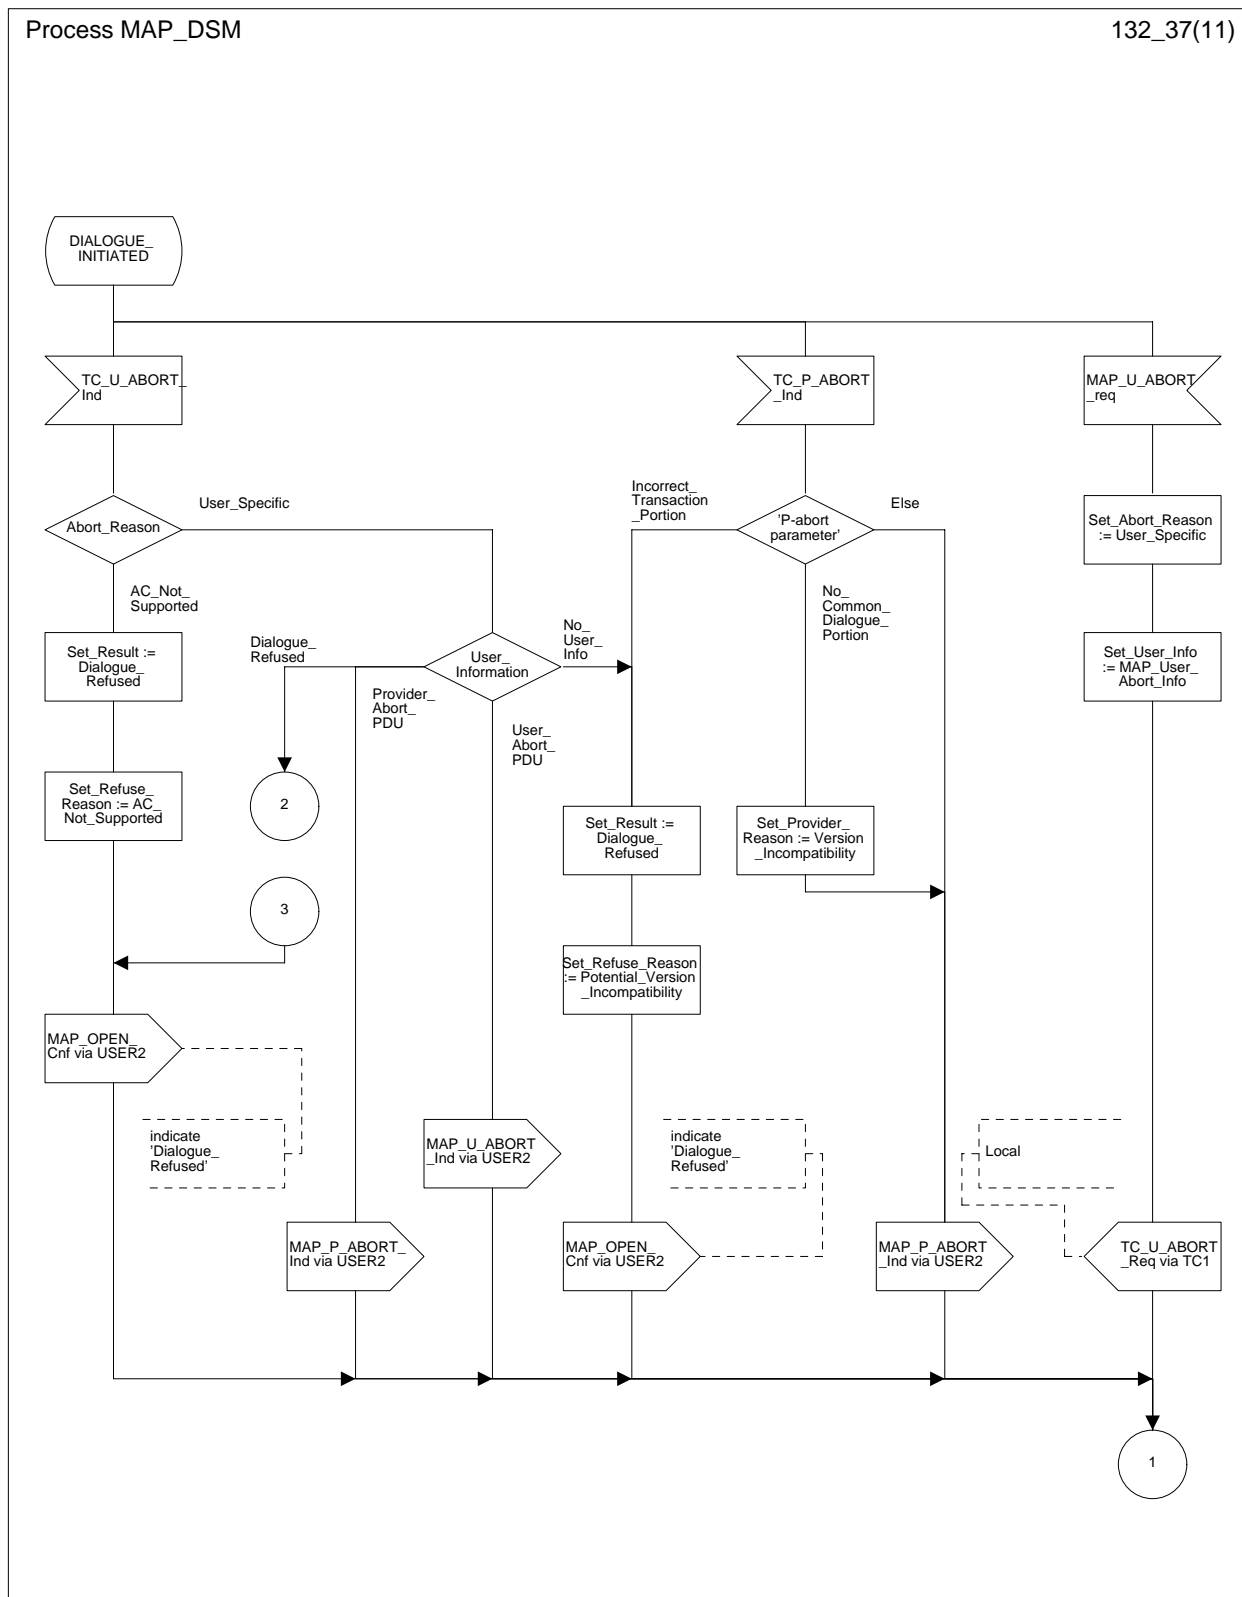 Process MAP_DSM
132_37(11)
DIALOGUE_
INITIATED
TC_U_ABORT_
Ind
TC_P_ABORT
_Ind
MAP_U_ABORT
_req
Abort_Reason
User_Specific
Incorrect_
Transaction
_Portion
'P-abort
parameter'
Else
Set_Abort_Reason
:= User_Specific
AC_Not_
Supported
No_
Common_
Dialogue_
Portion
Set_Result :=
Dialogue_
Refused
Dialogue_
Refused
User_
Information
No_
User_
Info
Set_User_Info
:= MAP_User_
Abort_Info
Provider_
Abort_
PDU
User_
Abort_
PDU
Set_Refuse_
Reason := AC_
Not_Supported
2
Set_Result :=
Dialogue_
Refused
Set_Provider_
Reason := Version
_Incompatibility
3
Set_Refuse_Reason
:= Potential_Version
_Incompatibility
MAP_OPEN_
Cnf via USER2
indicate
'Dialogue_
Refused'
MAP_U_ABORT
_Ind via USER2
indicate
'Dialogue_
Refused'
Local
MAP_P_ABORT_
Ind via USER2
MAP_OPEN_
Cnf via USER2
MAP_P_ABORT
_Ind via USER2
TC_U_ABORT
_Req via TC1
1